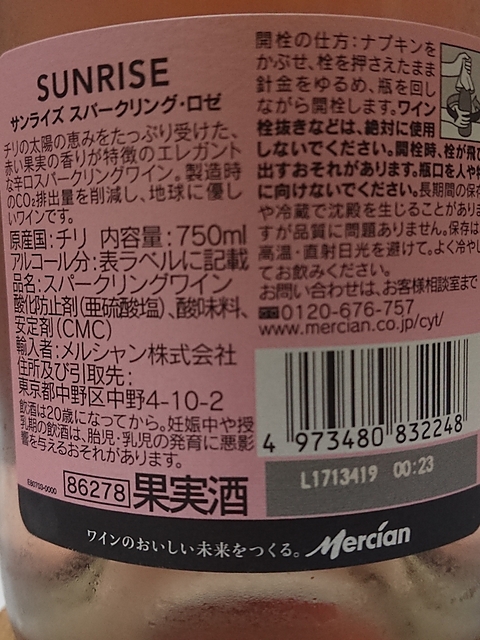 SUNRISE
サンライズ スパークリング・ロゼ
チリの太陽の恵みをたっぷり受けた、
赤い果実の香りが特徴のエレガント
な辛口スパークリングワイン。製造時
のCO₂排出量を削減し、地球に優し
いワインです。
原産国:チリ 内容量:750ml
アルコール分:表ラベルに記載
品名:スパークリングワイン
酸化防止剤(亜硫酸塩)、酸味料、
安定剤(CMC)
輸入者:メルシャン株式会社
住所及び引取先:
東京都中野区中野4-10-2
飲酒は20歳になってから。妊娠中や授
乳期の飲酒は、胎児・乳児の発育に悪影
響を与えるおそれがあります。
E80703-0000
86278 果実酒
開栓の仕方:ナプキンを
かぶせ、栓を押さえたまま
針金をゆるめ、瓶を回し
ながら開栓します。ワイン
栓抜きなどは、絶対に使用
しないでください。開栓時、栓が飛び
出すおそれがあります。瓶口を人や物
に向けないでください。長期間の保存
や冷蔵で沈殿を生じることがありま
すが品質に問題ありません。保存は
高温・直射日光を避けて。よく冷やし
てお飲みください。
お問い合わせは、お客様相談室まで
0120-676-757
www.mercian.co.jp/cyt/
4 973480 832248
L1713419 00:23
ワインのおいしい未来をつくる。 Mercian